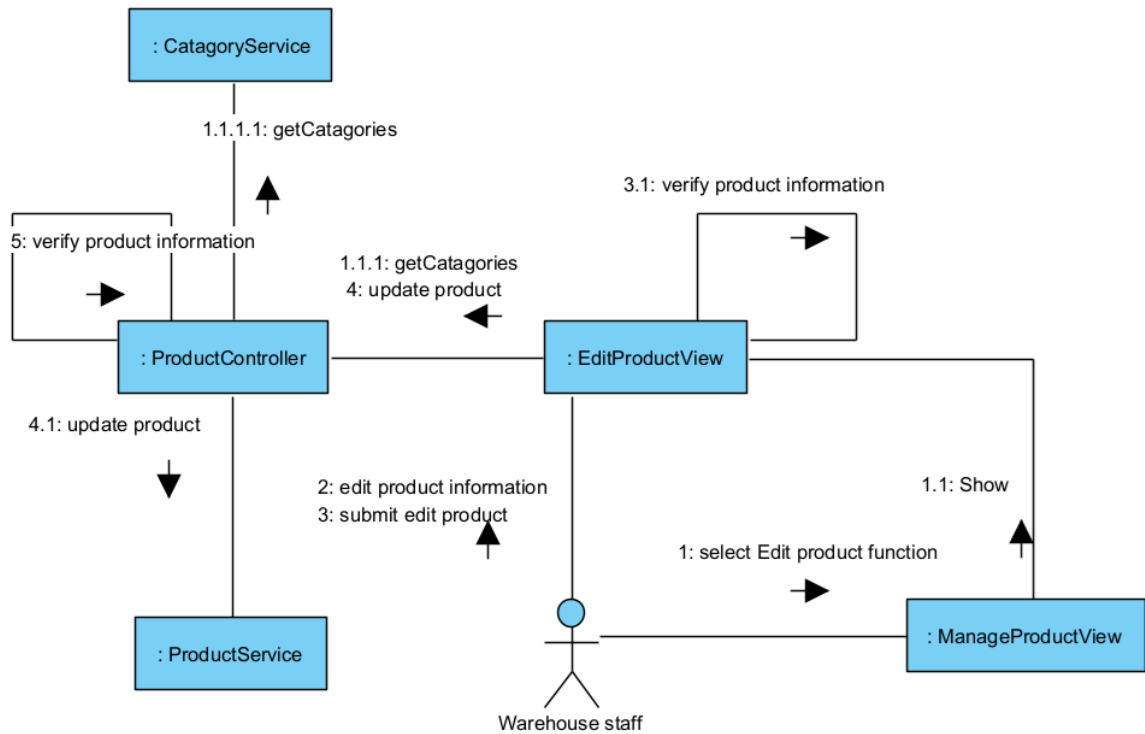 : CatagoryService
1.1.1.1: getCatagories
3.1: verify product information
5: verify product information
1.1.1: getCatagories
4: update product
: ProductController
: EditProductView
4.1: update product
2: edit product information
3: submit edit product
1.1: Show
1: select Edit product function
: ProductService
: ManageProductView
Warehouse staff